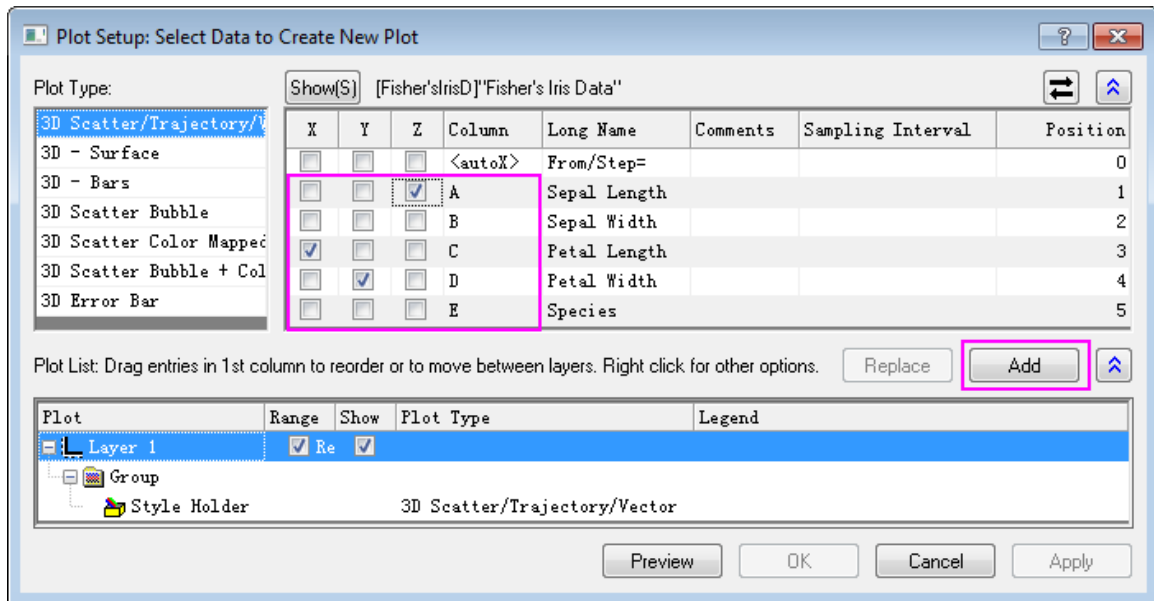 Plot Setup: Select Data to Create New Plot
Plot Type:
Show(S) [Fisher'sIrisD]"Fisher's Iris Data"
3D Scatter/Trajectory/V
3D - Surface
3D - Bars
3D Scatter Bubble
3D Scatter Color Mapped
3D Scatter Bubble + Col
3D Error Bar
X Y Z Column Long Name Comments Sampling Interval Position
<autoX> From/Step= 0
A Sepal Length 1
B Sepal Width 2
C Petal Length 3
D Petal Width 4
E Species 5
Plot List: Drag entries in 1st column to reorder or to move between layers. Right click for other options. Replace Add
Plot Range Show Plot Type Legend
Layer 1 Re
Group
Style Holder 3D Scatter/Trajectory/Vector
Preview OK Cancel Apply